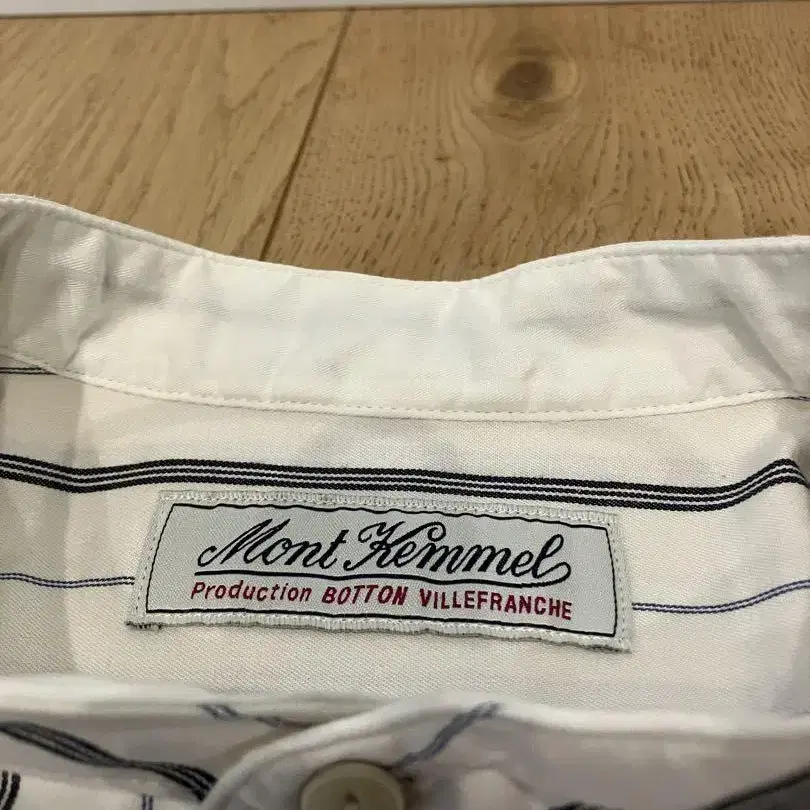 Mont Kemmel
Production BOTTON VILLEFRANCHE